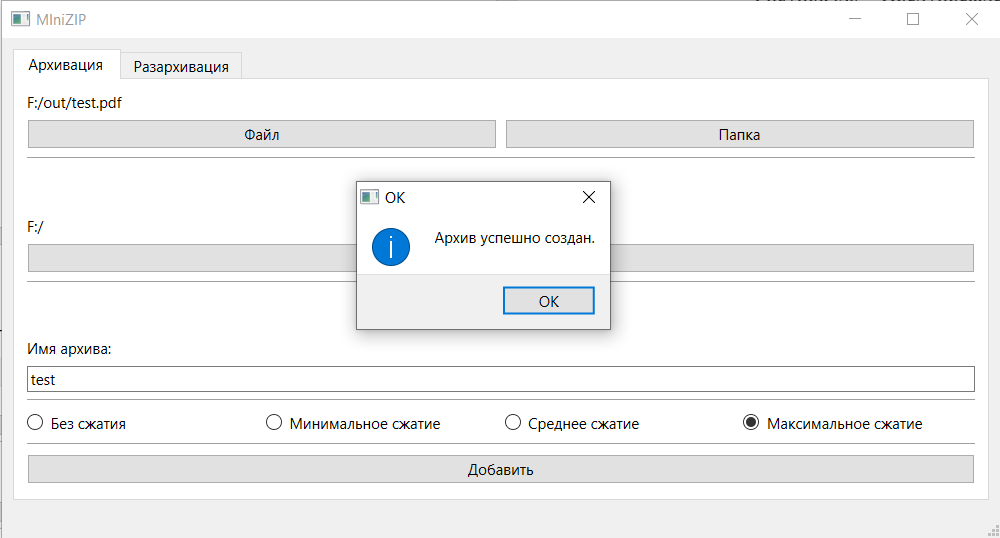 MIniZIP
Архивация
Разархивация
F:/out/test.pdf
Файл
Папка
F:/
OK
Архив успешно создан.
OK
Имя архива:
test
Без сжатия
Минимальное сжатие
Среднее сжатие
Максимальное сжатие
Добавить